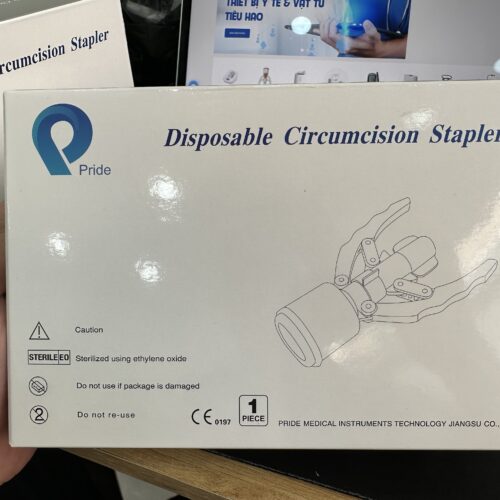 THIẾT BỊ Y TẾ & VẬT TƯ
TIÊU HAO
Circumcision Stapler
Pride
Disposable Circumcision Stapler
Caution
STERILE EO Sterilized using ethylene oxide
Do not use if package is damaged
2 Do not re-use
CE 0197
1
PIECE
PRIDE MEDICAL INSTRUMENTS TECHNOLOGY JIANGSU CO.,